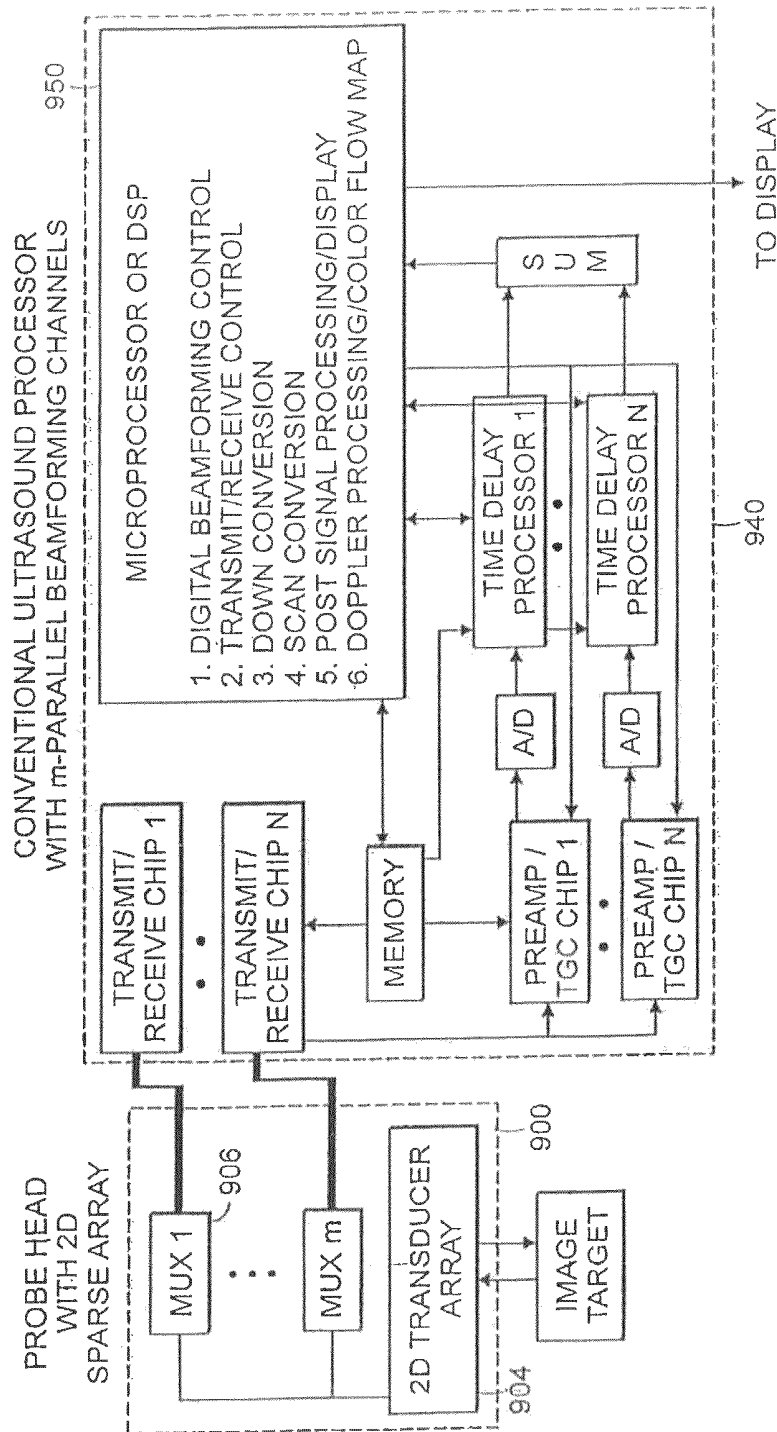 PROBE HEAD
WITH 2D
SPARSE ARRAY
MUX 1
906
MUX m
2D TRANSDUCER
ARRAY
904
900
IMAGE
TARGET
CONVENTIONAL ULTRASOUND PROCESSOR
WITH m-PARALLEL BEAMFORMING CHANNELS
TRANSMIT/
RECEIVE CHIP 1
TRANSMIT/
RECEIVE CHIP N
MEMORY
PREAMP /
TGC CHIP 1
PREAMP /
TGC CHIP N
A/D
A/D
TIME DELAY
PROCESSOR 1
TIME DELAY
PROCESSOR N
SUM
950
MICROPROCESSOR OR DSP
1. DIGITAL BEAMFORMING CONTROL
2. TRANSMIT/RECEIVE CONTROL
3. DOWN CONVERSION
4. SCAN CONVERSION
5. POST SIGNAL PROCESSING/DISPLAY
6. DOPPLER PROCESSING/COLOR FLOW MAP
940
TO DISPLAY